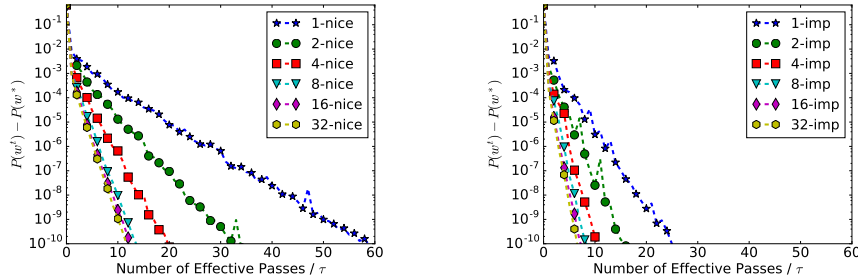 10^-1
10^-2
10^-3
10^-4
10^-5
10^-6
10^-7
10^-8
10^-9
10^-10
P(w^t) − P(w^*)
0 10 20 30 40 50 60
Number of Effective Passes / τ
1-nice
2-nice
4-nice
8-nice
16-nice
32-nice
10^-1
10^-2
10^-3
10^-4
10^-5
10^-6
10^-7
10^-8
10^-9
10^-10
P(w^t) − P(w^*)
0 10 20 30 40 50 60
Number of Effective Passes / τ
1-imp
2-imp
4-imp
8-imp
16-imp
32-imp